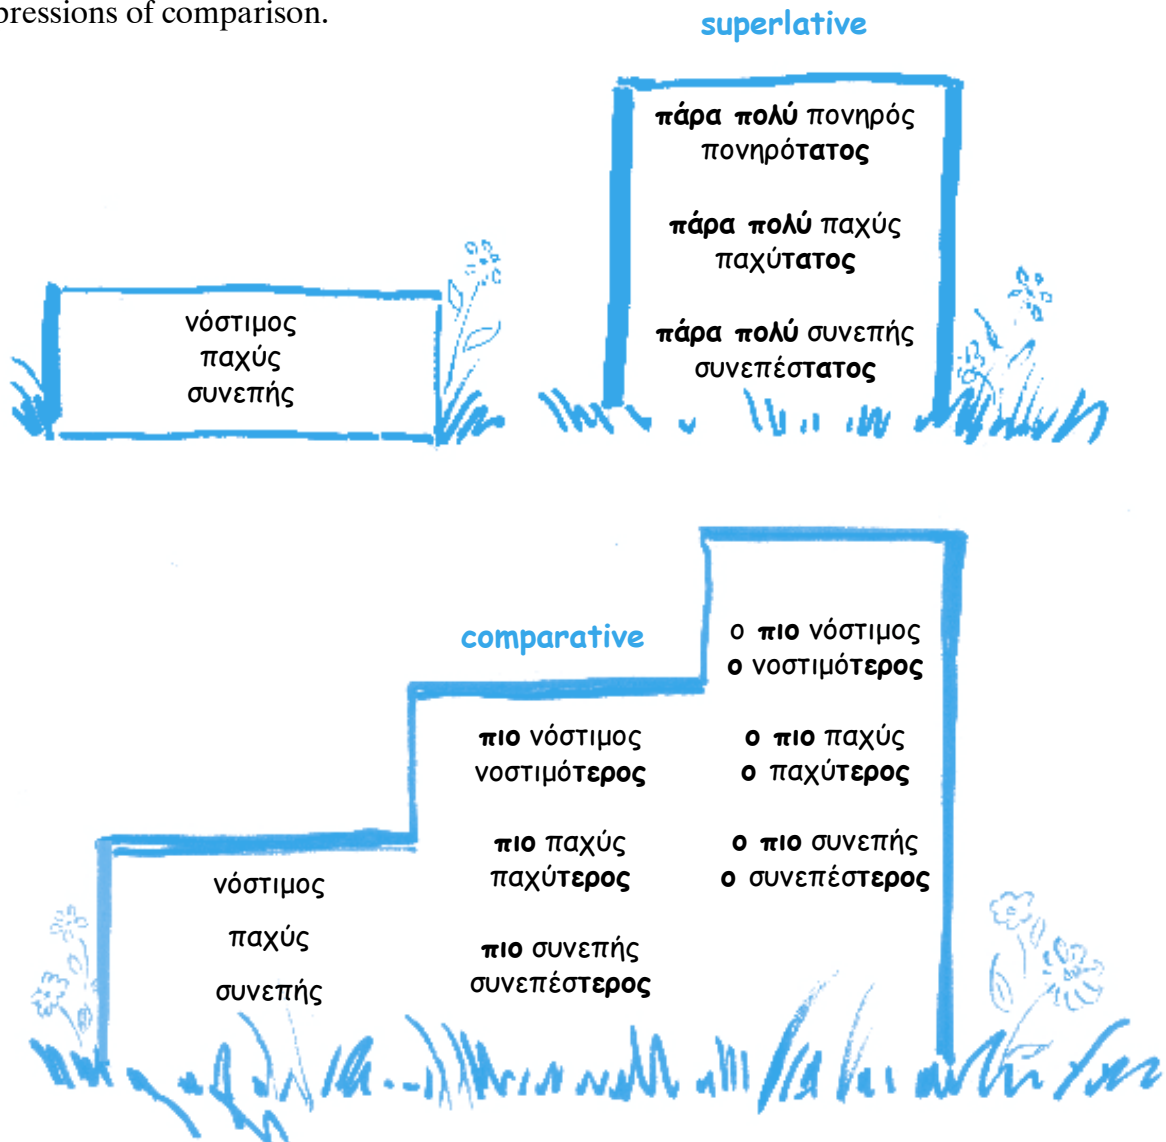 pressions of comparison.
superlative
πάρα πολύ πονηρός
πονηρότατος
πάρα πολύ παχύς
παχύτατος
πάρα πολύ συνεπής
συνεπέστατος
νόστιμος
παχύς
συνεπής
comparative
ο πιο νόστιμος
ο νοστιμότερος
ο πιο παχύς
ο παχύτερος
ο πιο συνεπής
ο συνεπέστερος
πιο νόστιμος
νοστιμότερος
πιο παχύς
παχύτερος
πιο συνεπής
συνεπέστερος
νόστιμος
παχύς
συνεπής